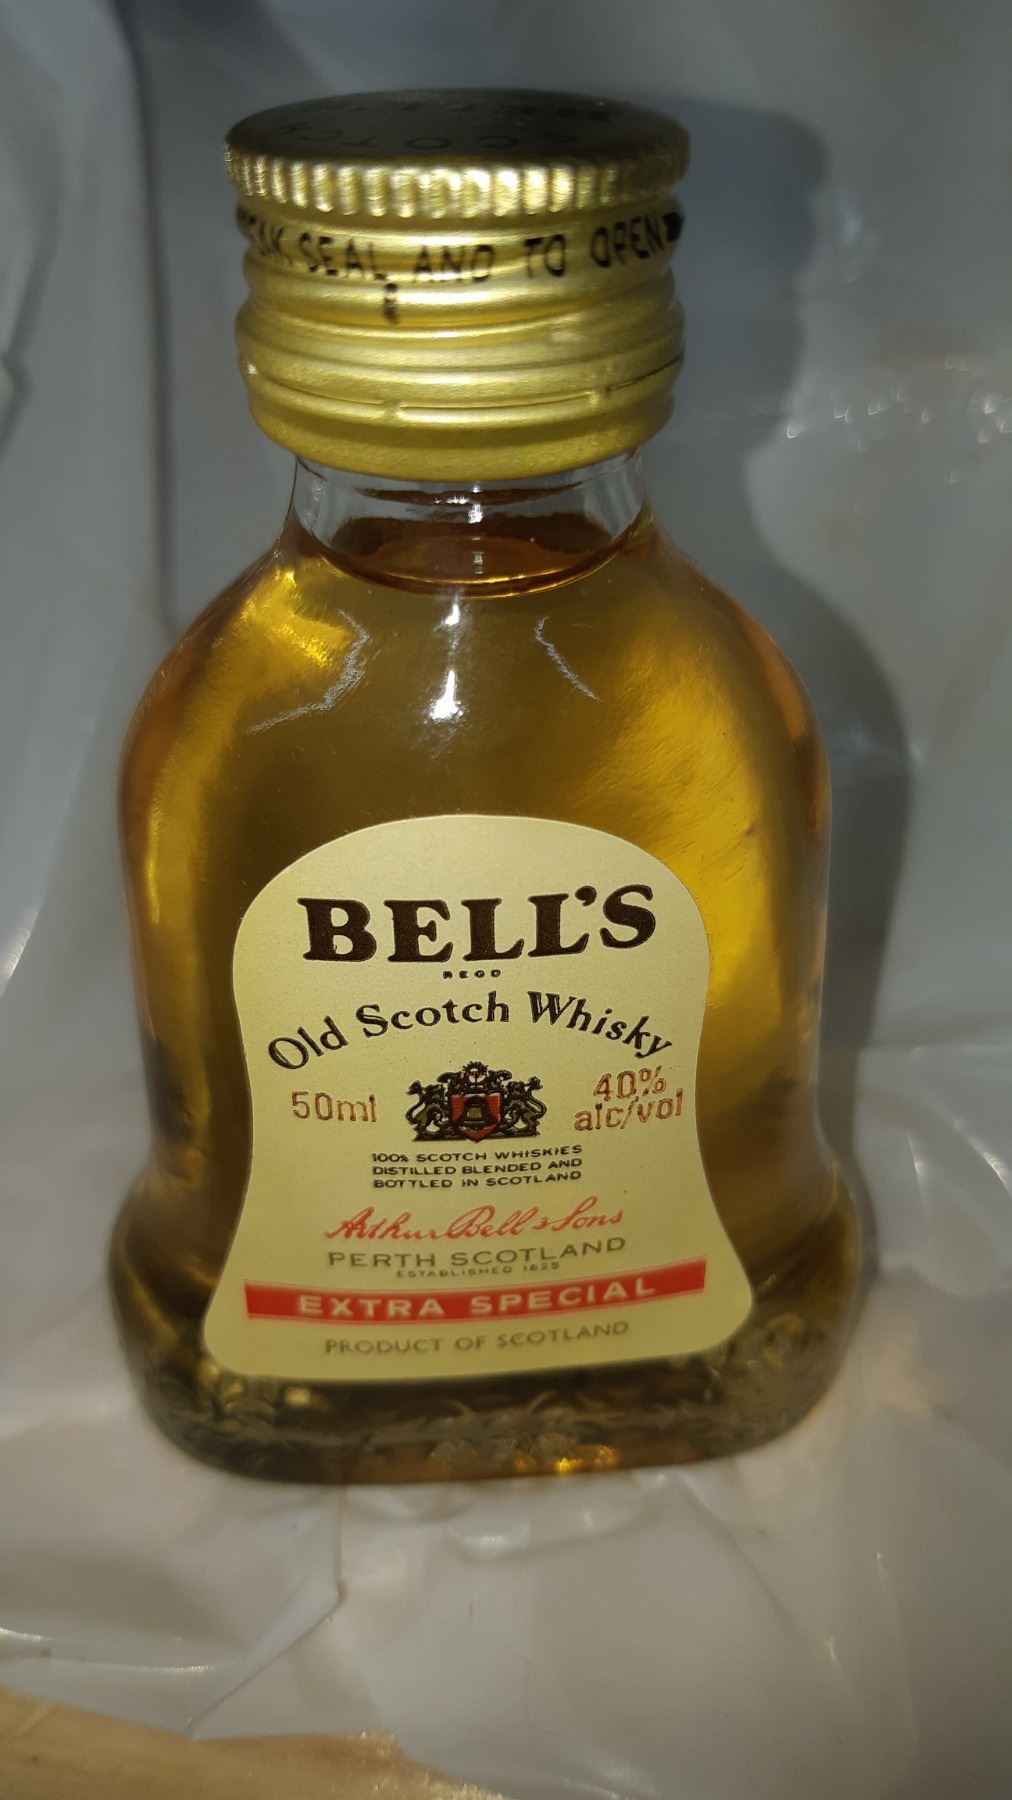 SCOTCH
SEAL AND TO OPEN
BELL'S
REGD
Old Scotch Whisky
50ml
40%
alc/vol
100% SCOTCH WHISKIES
DISTILLED BLENDED AND
BOTTLED IN SCOTLAND
Arthur Bell & Sons
PERTH SCOTLAND
ESTABLISHED 1825
EXTRA SPECIAL
PRODUCT OF SCOTLAND